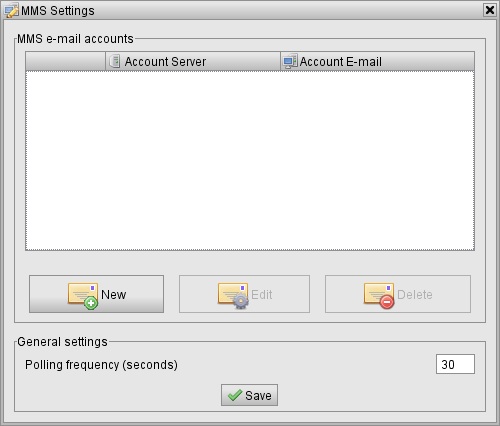 MMS Settings
MMS e-mail accounts
Account Server Account E-mail
New Edit Delete
General settings
Polling frequency (seconds) 30
Save